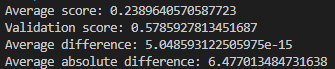 Average score: 0.2389640570587723
Validation score: 0.5785927813451687
Average difference: 5.048593122505975e-15
Average absolute difference: 6.477013484731638